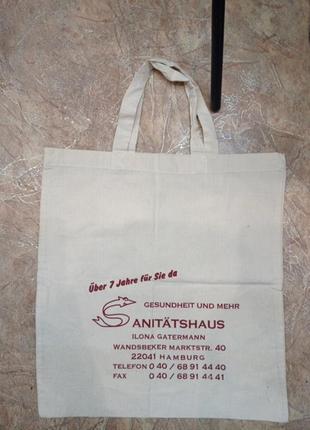 Über 7 Jahre für Sie da
GESUNDHEIT UND MEHR
SANITÄTSHAUS
ILONA GATERMANN
WANDSBEKER MARKTSTR. 40
22041 HAMBURG
TELEFON 0 40 / 68 91 44 40
FAX 0 40 / 68 91 44 41